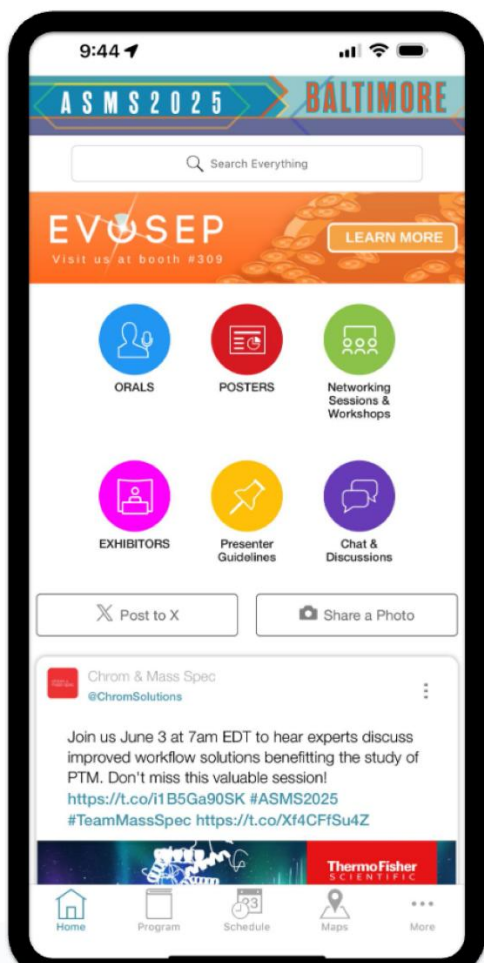 9:44
ASMS2025 BALTIMORE
Search Everything
EVOSEP
Visit us at booth #309
LEARN MORE
ORALS
POSTERS
Networking
Sessions &
Workshops
EXHIBITORS
Presenter
Guidelines
Chat &
Discussions
X Post to X
Share a Photo
Chrom & Mass Spec
@ChromSolutions
Join us June 3 at 7am EDT to hear experts discuss
improved workflow solutions benefitting the study of
PTM. Don't miss this valuable session!
https://t.co/i1B5Ga90SK #ASMS2025
#TeamMassSpec https://t.co/Xf4CFfSu4Z
ThermoFisher
SCIENTIFIC
23
Home
Program
Schedule
Maps
More